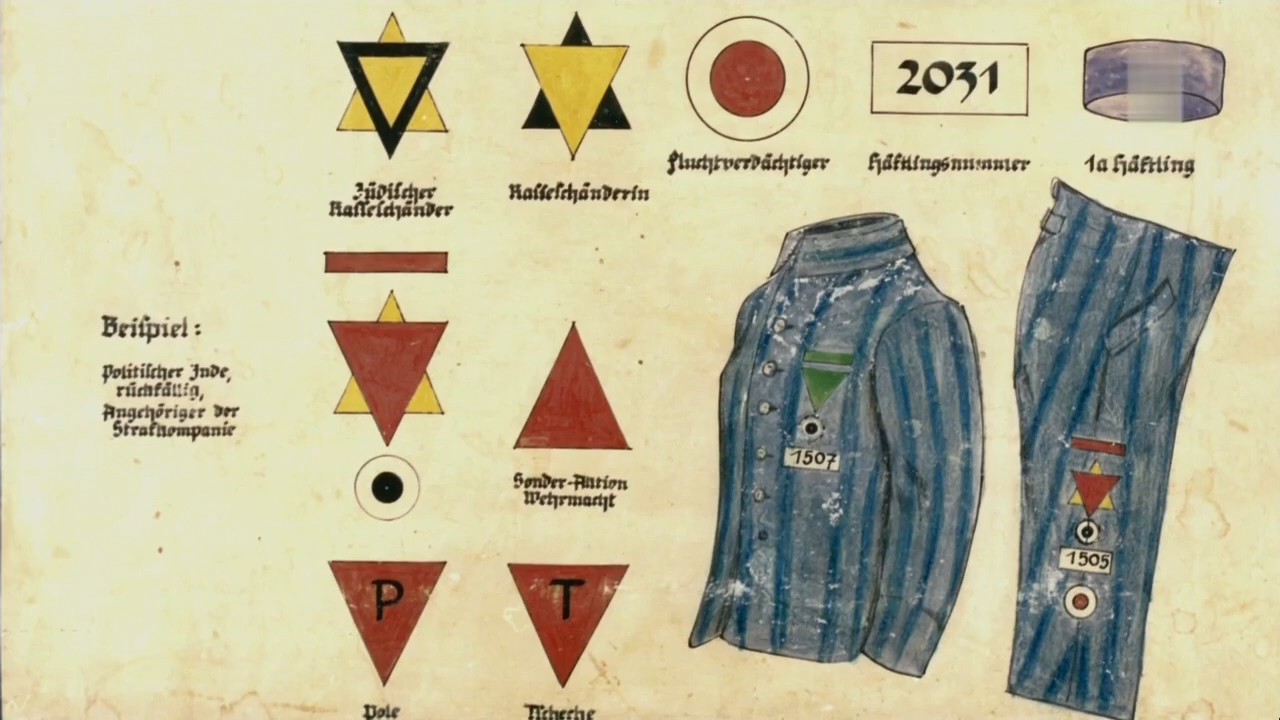 2031
Fluchtverdächtiger
Häftlingsnummer
1a Häftling
Jüdischer
Rasseschänder
Rasseschänderin
Beispiel:
Politischer Jude,
rückfällig,
Angehöriger der
Strafkompanie
Sonder-Aktion
Wehrmacht
1507
1505
P
T
Pole
Tscheche